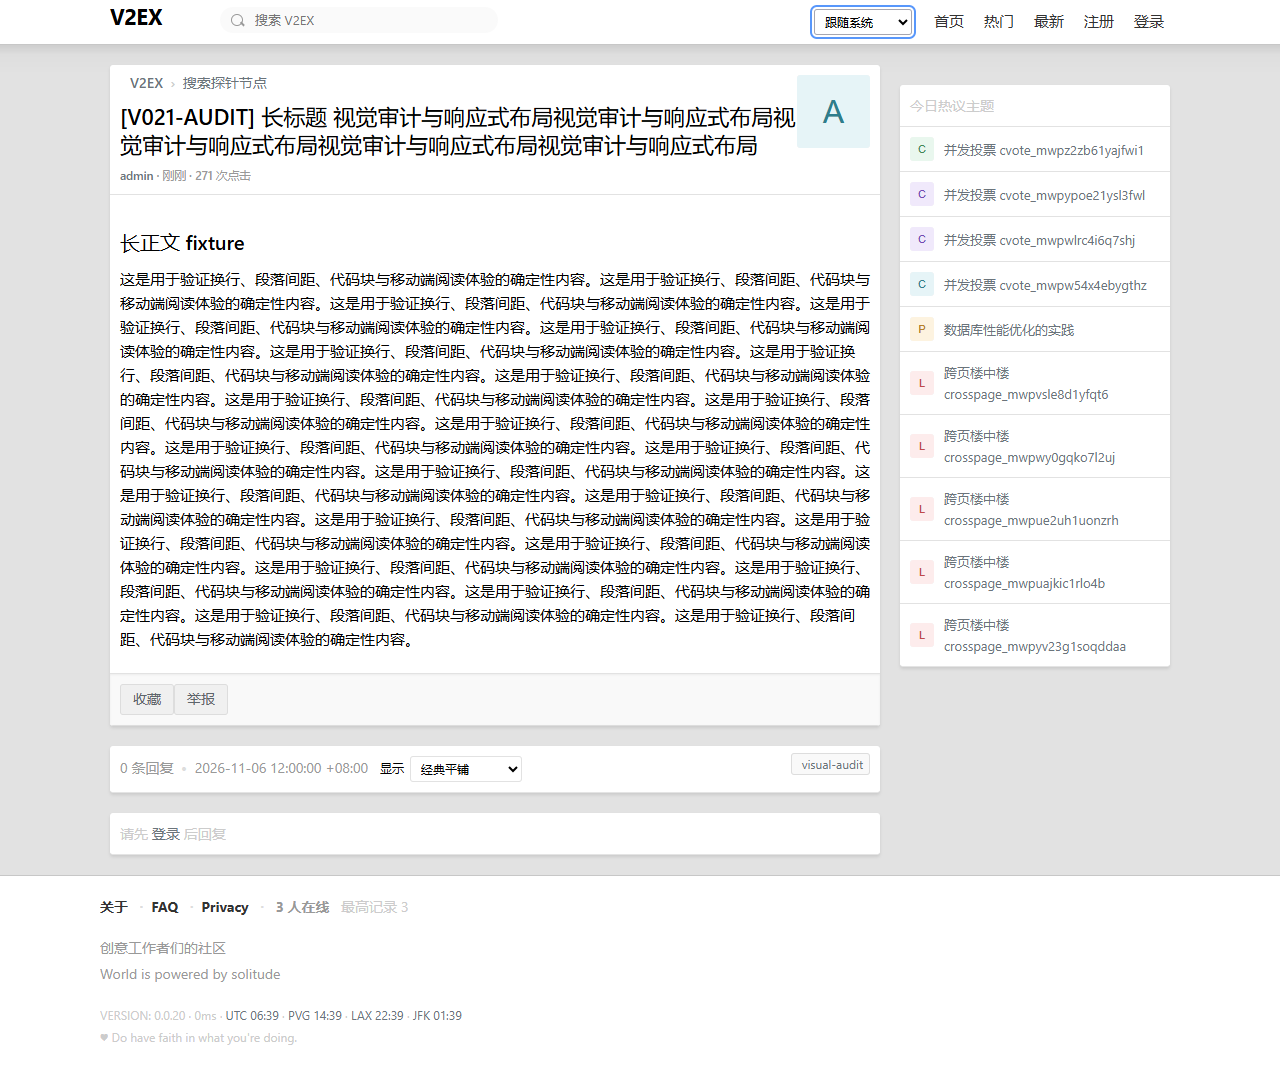 V2EX
搜索 V2EX
跟随系统
首页 热门 最新 注册 登录
V2EX › 搜索探针节点
[V021-AUDIT] 长标题 视觉审计与响应式布局视觉审计与响应式布局视
觉审计与响应式布局视觉审计与响应式布局视觉审计与响应式布局
A
admin · 刚刚 · 271 次点击
长正文 fixture
这是用于验证换行、段落间距、代码块与移动端阅读体验的确定性内容。这是用于验证换行、段落间距、代码块与
移动端阅读体验的确定性内容。这是用于验证换行、段落间距、代码块与移动端阅读体验的确定性内容。这是用于
验证换行、段落间距、代码块与移动端阅读体验的确定性内容。这是用于验证换行、段落间距、代码块与移动端阅
读体验的确定性内容。这是用于验证换行、段落间距、代码块与移动端阅读体验的确定性内容。这是用于验证换
行、段落间距、代码块与移动端阅读体验的确定性内容。这是用于验证换行、段落间距、代码块与移动端阅读体验
的确定性内容。这是用于验证换行、段落间距、代码块与移动端阅读体验的确定性内容。这是用于验证换行、段落
间距、代码块与移动端阅读体验的确定性内容。这是用于验证换行、段落间距、代码块与移动端阅读体验的确定性
内容。这是用于验证换行、段落间距、代码块与移动端阅读体验的确定性内容。这是用于验证换行、段落间距、代
码块与移动端阅读体验的确定性内容。这是用于验证换行、段落间距、代码块与移动端阅读体验的确定性内容。这
是用于验证换行、段落间距、代码块与移动端阅读体验的确定性内容。这是用于验证换行、段落间距、代码块与移
动端阅读体验的确定性内容。这是用于验证换行、段落间距、代码块与移动端阅读体验的确定性内容。这是用于验
证换行、段落间距、代码块与移动端阅读体验的确定性内容。这是用于验证换行、段落间距、代码块与移动端阅读
体验的确定性内容。这是用于验证换行、段落间距、代码块与移动端阅读体验的确定性内容。这是用于验证换行、
段落间距、代码块与移动端阅读体验的确定性内容。这是用于验证换行、段落间距、代码块与移动端阅读体验的确
定性内容。这是用于验证换行、段落间距、代码块与移动端阅读体验的确定性内容。这是用于验证换行、段落间
距、代码块与移动端阅读体验的确定性内容。
收藏 举报
0 条回复 • 2026-11-06 12:00:00 +08:00 显示 经典平铺
visual-audit
请先 登录 后回复
今日热议主题
C 并发投票 cvote_mwpz2zb61yajfwi1
C 并发投票 cvote_mwpypoe21ysl3fwl
C 并发投票 cvote_mwpwlrc4i6q7shj
C 并发投票 cvote_mwpw54x4ebygthz
P 数据库性能优化的实践
L 跨页楼中楼
crosspage_mwpvsle8d1yfqt6
L 跨页楼中楼
crosspage_mwpwy0gqko7l2uj
L 跨页楼中楼
crosspage_mwpue2uh1uonzrh
L 跨页楼中楼
crosspage_mwpuajkic1rlo4b
L 跨页楼中楼
crosspage_mwpyv23g1soqddaa
关于 · FAQ · Privacy · 3 人在线 最高记录 3
创意工作者们的社区
World is powered by solitude
VERSION: 0.0.20 · 0ms · UTC 06:39 · PVG 14:39 · LAX 22:39 · JFK 01:39
♥ Do have faith in what you're doing.